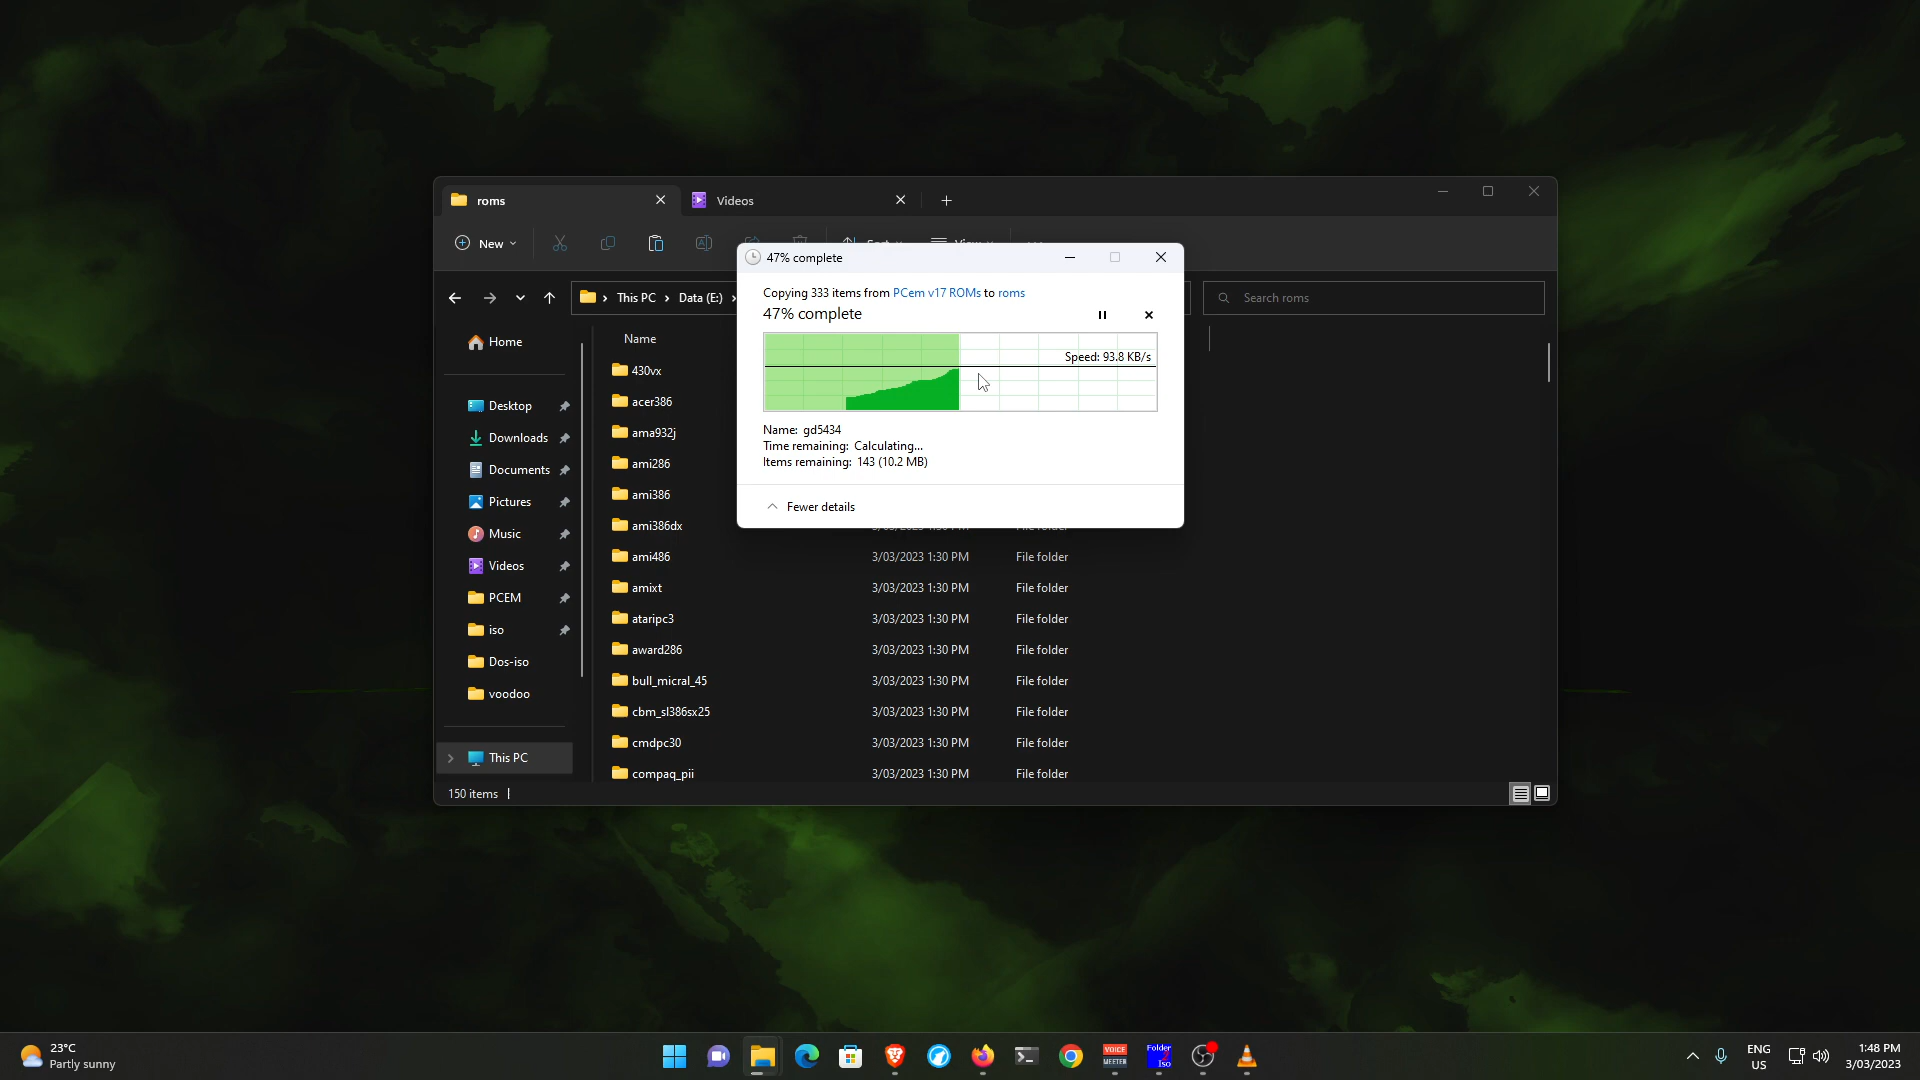 roms
Videos
New
Sort
View
This PC
Data (E:)
Search roms
47% complete
Copying 333 items from PCem v17 ROMs to roms
47% complete
Speed: 93.8 KB/s
Name: gd5434
Time remaining: Calculating...
Items remaining: 143 (10.2 MB)
Fewer details
Home
Desktop
Downloads
Documents
Pictures
Music
Videos
PCEM
iso
Dos-iso
voodoo
This PC
Name
430vx
acer386
ama932j
ami286
ami386
ami386dx
ami486 3/03/2023 1:30 PM File folder
amixt 3/03/2023 1:30 PM File folder
ataripc3 3/03/2023 1:30 PM File folder
award286 3/03/2023 1:30 PM File folder
bull_micral_45 3/03/2023 1:30 PM File folder
cbm_sl386sx25 3/03/2023 1:30 PM File folder
cmdpc30 3/03/2023 1:30 PM File folder
compaq_pii 3/03/2023 1:30 PM File folder
150 items
23°C
Partly sunny
VOICE
MEETER
Folder
Iso
ENG
US
1:48 PM
3/03/2023